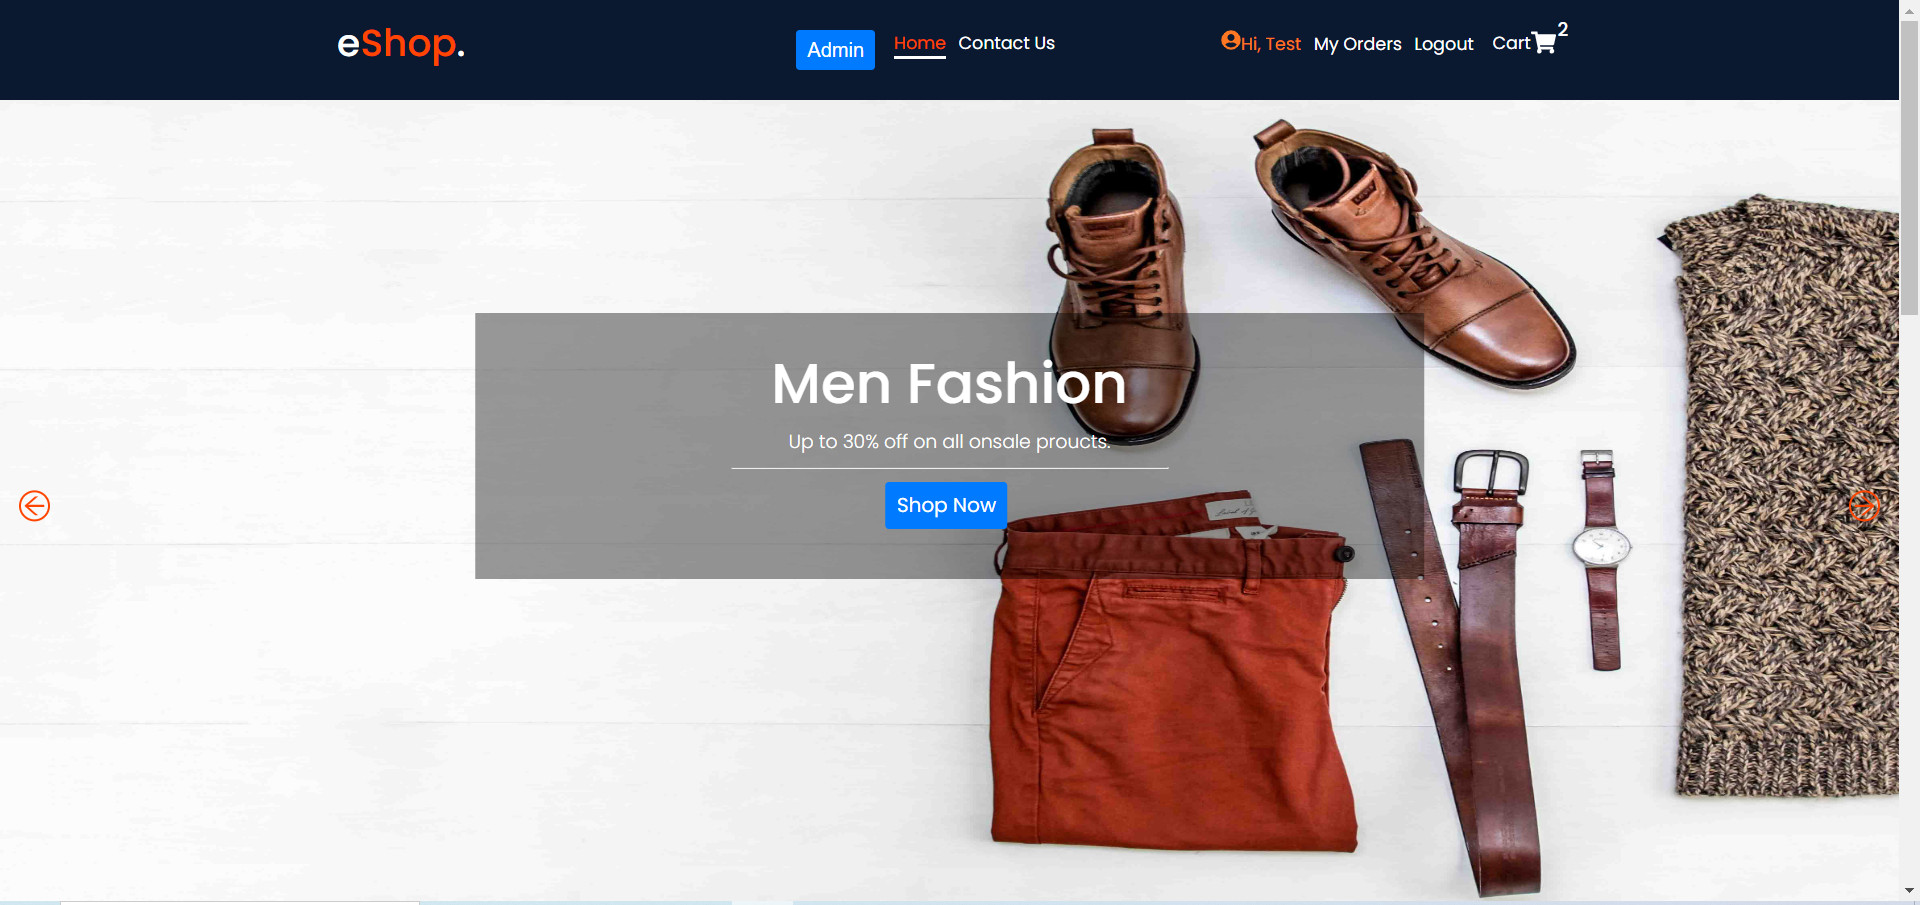 eShop.
Admin Home Contact Us
Hi, Test My Orders Logout Cart 2
Men Fashion
Up to 30% off on all onsale proucts.
Shop Now